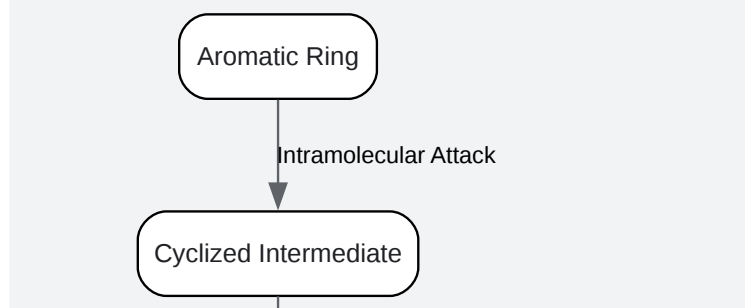 Aromatic Ring
Intramolecular Attack
Cyclized Intermediate